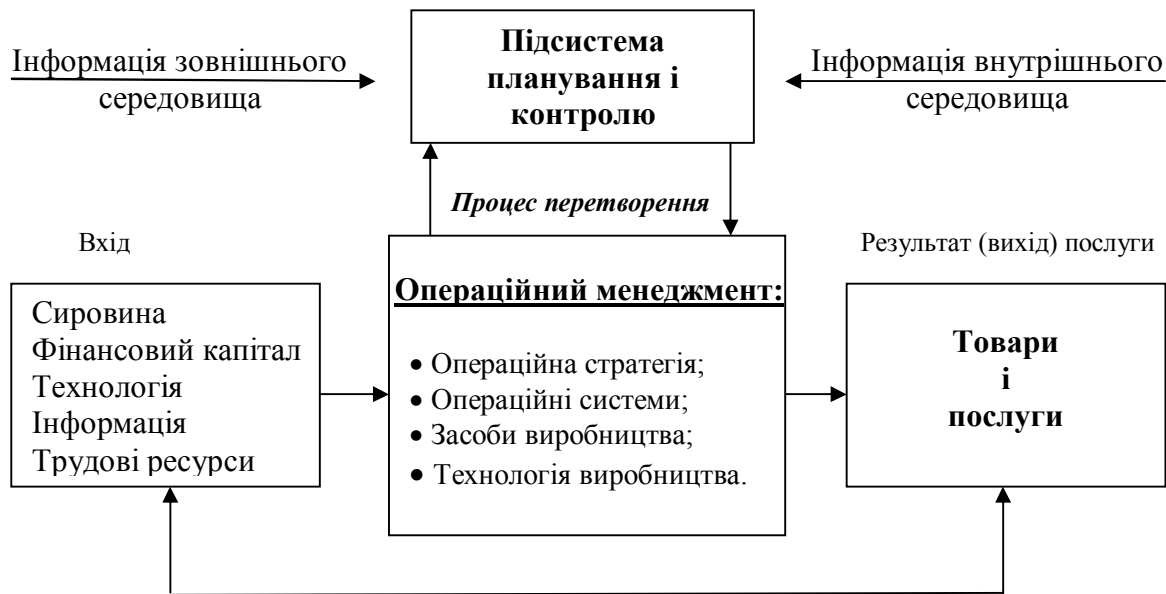 Підсистема
планування і
контролю
Інформація зовнішнього
середовища
Інформація внутрішнього
середовища
Процес перетворення
Вхід
Результат (вихід) послуги
Сировина
Фінансовий капітал
Технологія
Інформація
Трудові ресурси
Операційний менеджмент:
• Операційна стратегія;
• Операційні системи;
• Засоби виробництва;
• Технологія виробництва.
Товари
і
послуги